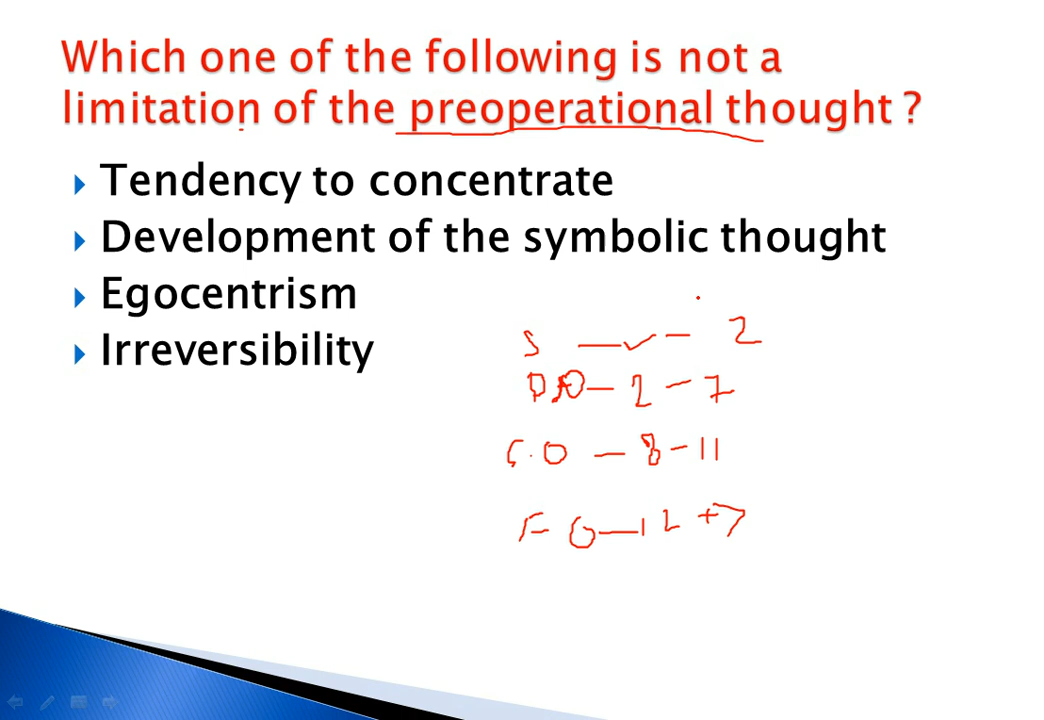 Which one of the following is not a
limitation of the preoperational thought ?
Tendency to concentrate
Development of the symbolic thought
Egocentrism
Irreversibility
S — 2
PO — 2 - 7
C.O — 8 - 11
F O — 12 +